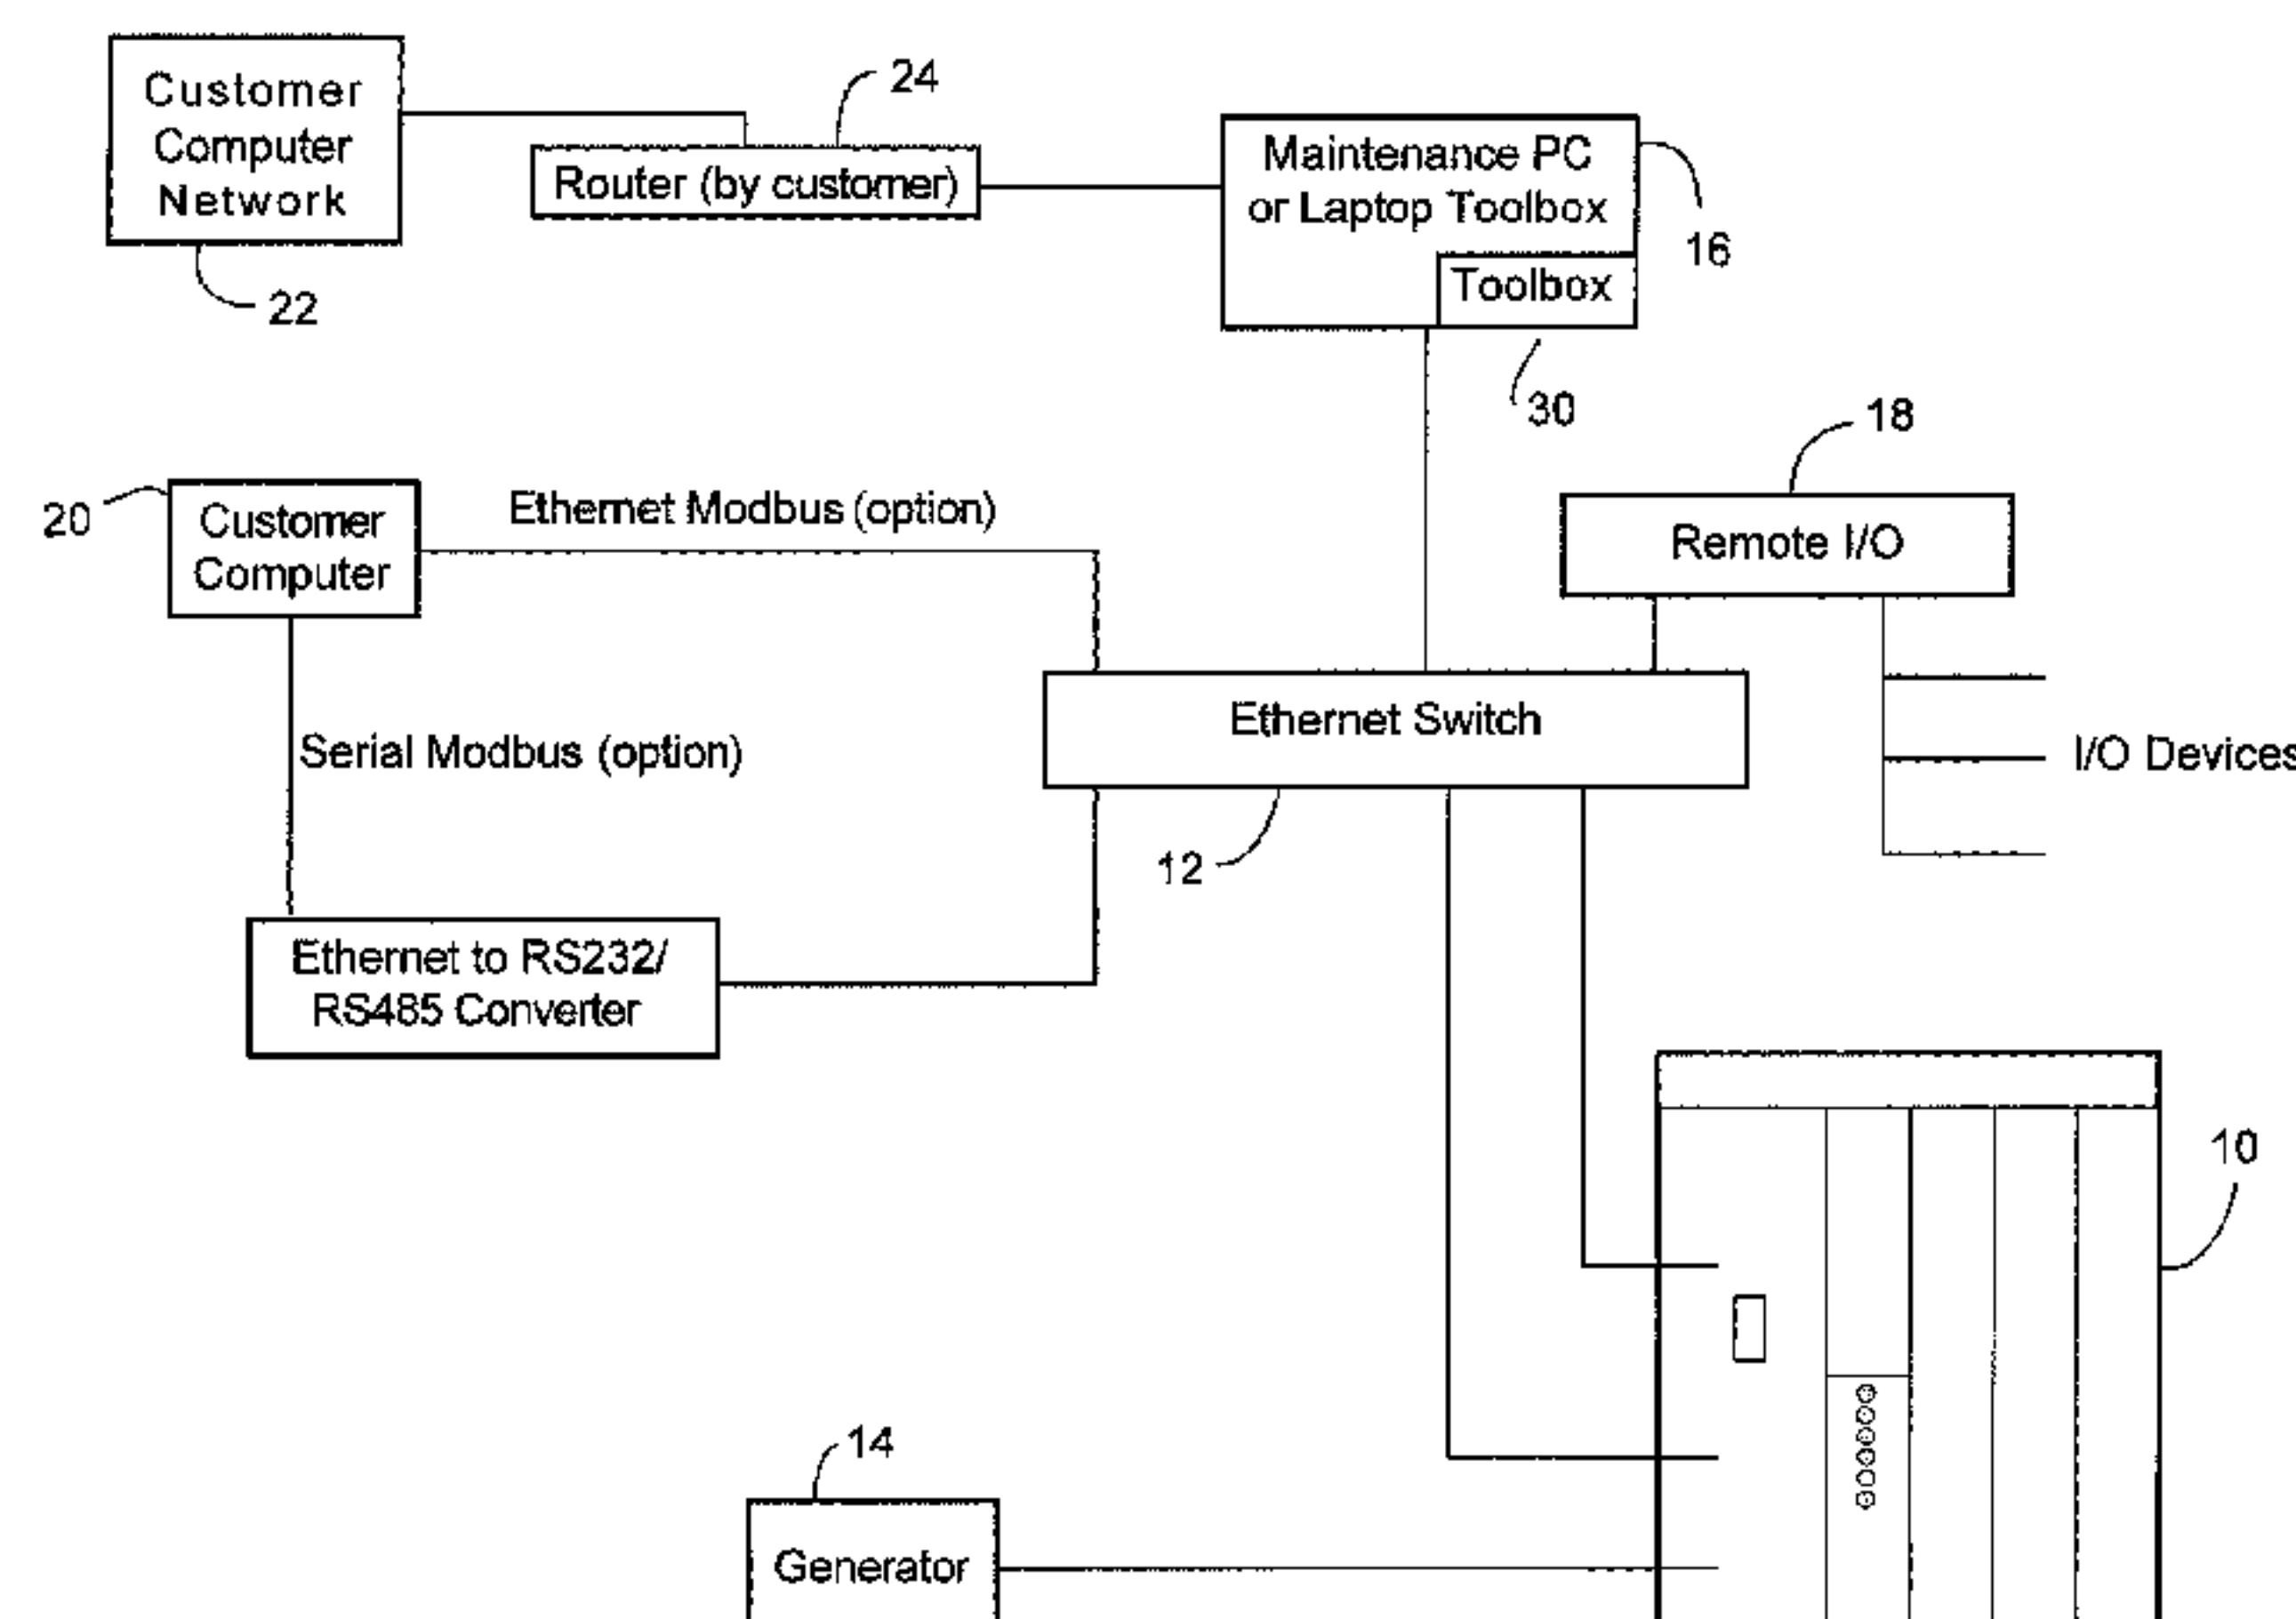 Customer
Computer
Network
22
24
Router (by customer)
Maintenance PC
or Laptop Toolbox
Toolbox
16
30
18
Remote I/O
20
Customer
Computer
Ethernet Modbus (option)
Ethernet Switch
I/O Devices
Serial Modbus (option)
12
Ethernet to RS232/
RS485 Converter
10
14
Generator